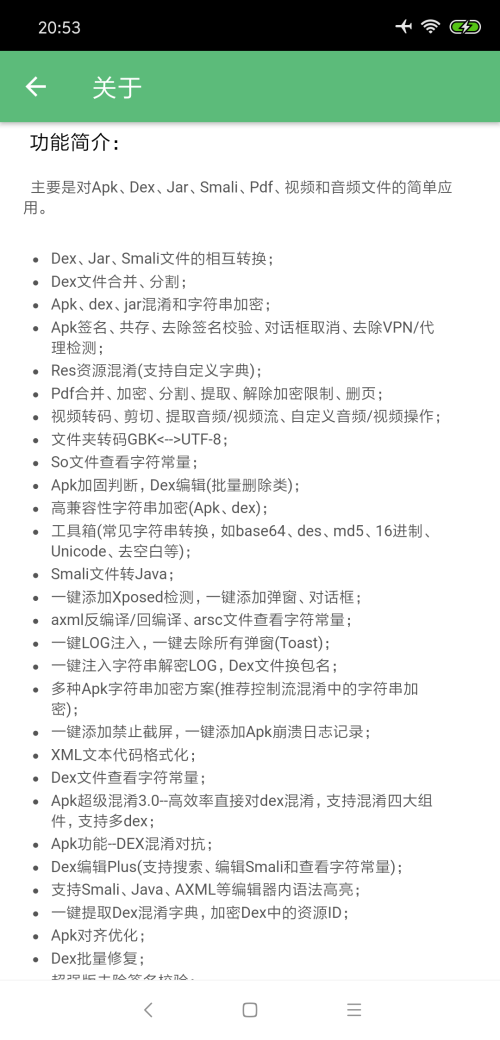 20:53
关于
功能简介：
主要是对Apk、Dex、Jar、Smali、Pdf、视频和音频文件的简单应
用。
Dex、Jar、Smali文件的相互转换；
Dex文件合并、分割；
Apk、dex、jar混淆和字符串加密；
Apk签名、共存、去除签名校验、对话框取消、去除VPN/代
理检测；
Res资源混淆(支持自定义字典)；
Pdf合并、加密、分割、提取、解除加密限制、删页；
视频转码、剪切、提取音频/视频流、自定义音频/视频操作；
文件夹转码GBK<-->UTF-8；
So文件查看字符常量；
Apk加固判断，Dex编辑(批量删除类)；
高兼容性字符串加密(Apk、dex)；
工具箱(常见字符串转换，如base64、des、md5、16进制、
Unicode、去空白等)；
Smali文件转Java；
一键添加Xposed检测，一键添加弹窗、对话框；
axml反编译/回编译、arsc文件查看字符常量；
一键LOG注入，一键去除所有弹窗(Toast)；
一键注入字符串解密LOG，Dex文件换包名；
多种Apk字符串加密方案(推荐控制流混淆中的字符串加
密)；
一键添加禁止截屏，一键添加Apk崩溃日志记录；
XML文本代码格式化；
Dex文件查看字符常量；
Apk超级混淆3.0--高效率直接对dex混淆，支持混淆四大组
件，支持多dex；
Apk功能--DEX混淆对抗；
Dex编辑Plus(支持搜索、编辑Smali和查看字符常量)；
支持Smali、Java、AXML等编辑器内语法高亮；
一键提取Dex混淆字典，加密Dex中的资源ID；
Apk对齐优化；
Dex批量修复；
超强版去除签名校验；